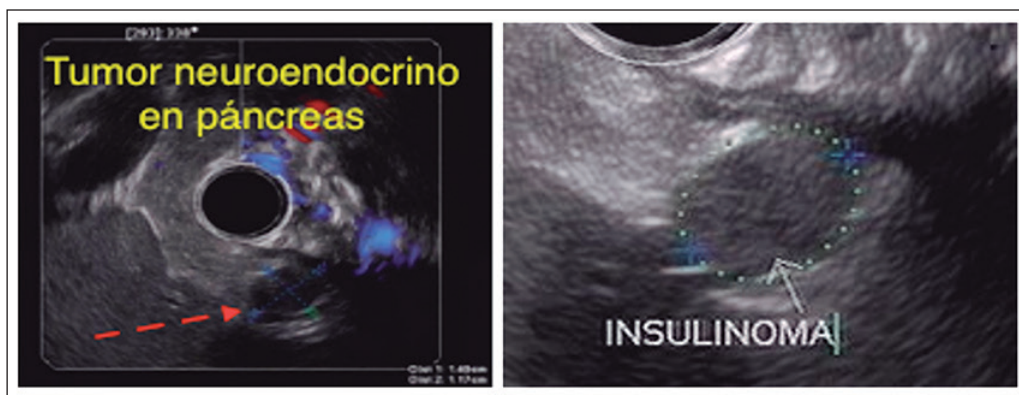 Tumor neuroendocrino
en páncreas
Dist 1: 1.49cm
Dist 2: 1.17cm
INSULINOMA